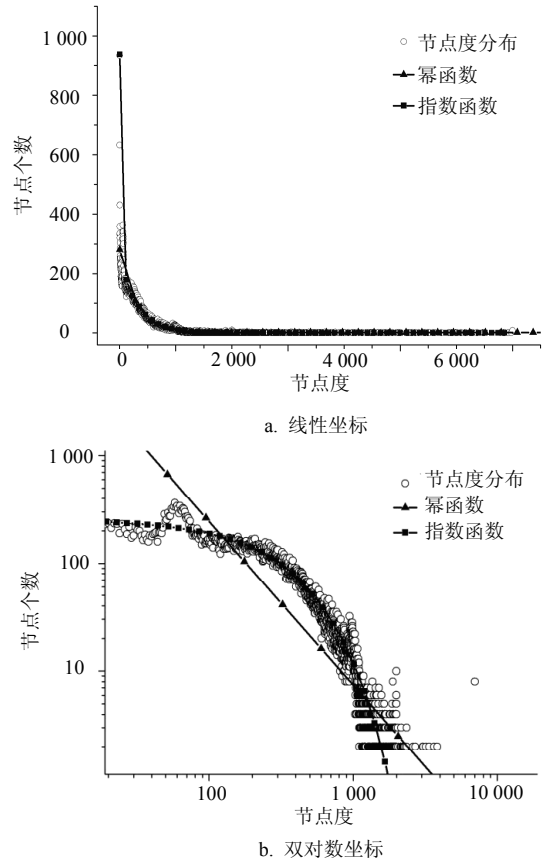 1 000
800
600
400
200
0
节点个数
节点度分布
幂函数
指数函数
0 2 000 4 000 6 000
节点度
a. 线性坐标
1 000
100
10
节点个数
节点度分布
幂函数
指数函数
100 1 000 10 000
节点度
b. 双对数坐标